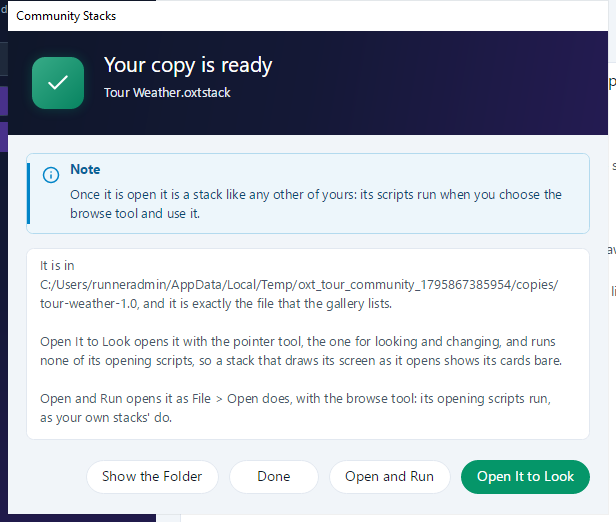 Community Stacks
Your copy is ready
Tour Weather.oxtstack
Note
Once it is open it is a stack like any other of yours: its scripts run when you choose the
browse tool and use it.
It is in
C:/Users/runneradmin/AppData/Local/Temp/oxt_tour_community_1795867385954/copies/
tour-weather-1.0, and it is exactly the file that the gallery lists.
Open It to Look opens it with the pointer tool, the one for looking and changing, and runs
none of its opening scripts, so a stack that draws its screen as it opens shows its cards bare.
Open and Run opens it as File > Open does, with the browse tool: its opening scripts run,
as your own stacks' do.
Show the Folder
Done
Open and Run
Open It to Look